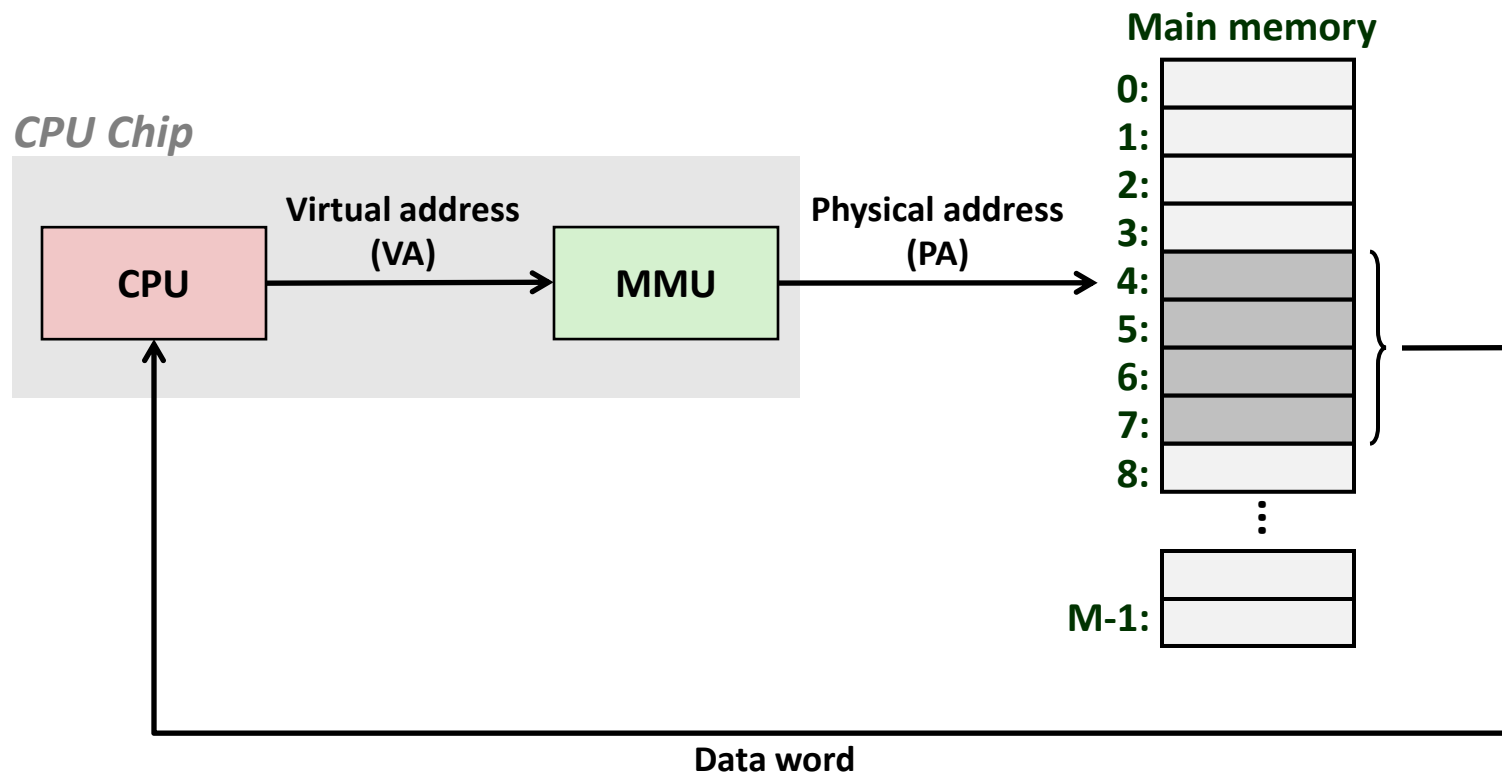 Main memory
0:
CPU Chip
1:
2:
Virtual address
(VA)
Physical address
(PA)
3:
CPU
MMU
4:
5:
6:
7:
8:
...
M-1:
Data word